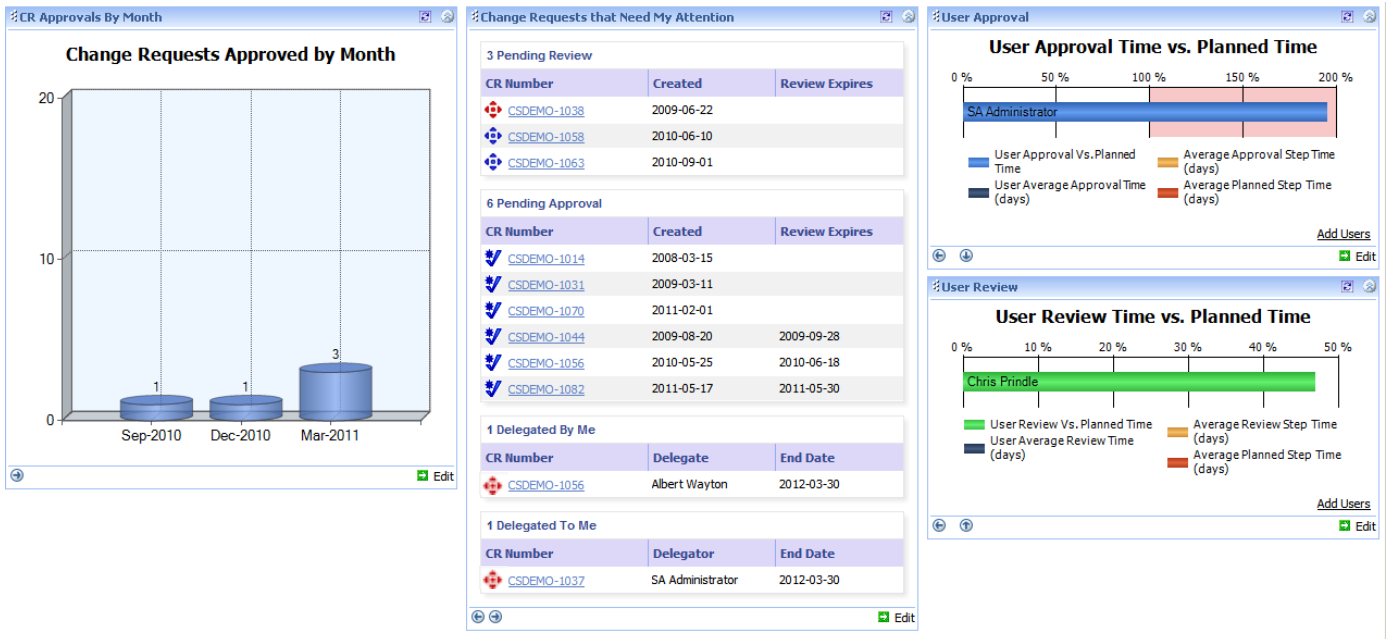 CR Approvals By Month
Change Requests Approved by Month
20
10
0
1
1
3
Sep-2010 Dec-2010 Mar-2011
Edit
Change Requests that Need My Attention
3 Pending Review
CR Number Created Review Expires
CSDEMO-1038 2009-06-22
CSDEMO-1058 2010-06-10
CSDEMO-1063 2010-09-01
6 Pending Approval
CR Number Created Review Expires
CSDEMO-1014 2008-03-15
CSDEMO-1031 2009-03-11
CSDEMO-1070 2011-02-01
CSDEMO-1044 2009-08-20 2009-09-28
CSDEMO-1056 2010-05-25 2010-06-18
CSDEMO-1082 2011-05-17 2011-05-30
1 Delegated By Me
CR Number Delegate End Date
CSDEMO-1056 Albert Wayton 2012-03-30
1 Delegated To Me
CR Number Delegator End Date
CSDEMO-1037 SA Administrator 2012-03-30
Edit
User Approval
User Approval Time vs. Planned Time
0 % 50 % 100 % 150 % 200 %
SA Administrator
User Approval Vs.Planned
Time
User Average Approval Time
(days)
Average Approval Step Time
(days)
Average Planned Step Time
(days)
Add Users
Edit
User Review
User Review Time vs. Planned Time
0 % 10 % 20 % 30 % 40 % 50 %
Chris Prindle
User Review Vs. Planned Time
User Average Review Time
(days)
Average Review Step Time
(days)
Average Planned Step Time
(days)
Add Users
Edit